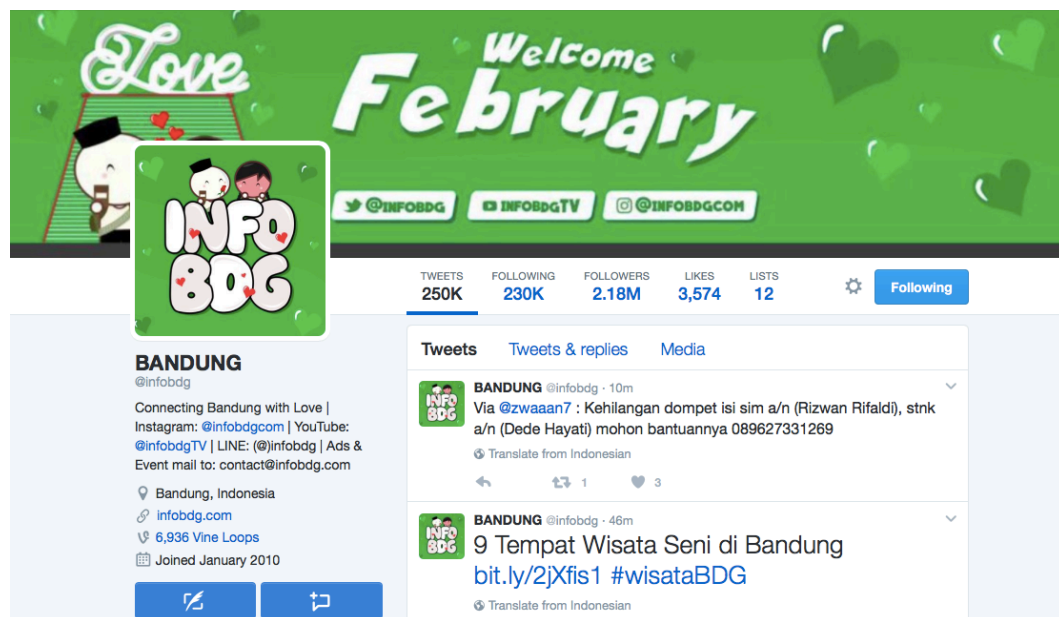 Love
Welcome
February
@INFOBDG
INFOBDGTV
@INFOBDGCOM
INFO
BDG
TWEETS
250K
FOLLOWING
230K
FOLLOWERS
2.18M
LIKES
3,574
LISTS
12
Following
BANDUNG
@infobdg
Connecting Bandung with Love |
Instagram: @infobdgcom | YouTube:
@infobdgTV | LINE: (@)infobdg | Ads &
Event mail to: contact@infobdg.com
Bandung, Indonesia
infobdg.com
6,936 Vine Loops
Joined January 2010
Tweets Tweets & replies Media
INFO
BDG
BANDUNG @infobdg · 10m
Via @zwaaan7 : Kehilangan dompet isi sim a/n (Rizwan Rifaldi), stnk
a/n (Dede Hayati) mohon bantuannya 089627331269
Translate from Indonesian
1 3
INFO
BDG
BANDUNG @infobdg · 46m
9 Tempat Wisata Seni di Bandung
bit.ly/2jXfis1 #wisataBDG
Translate from Indonesian